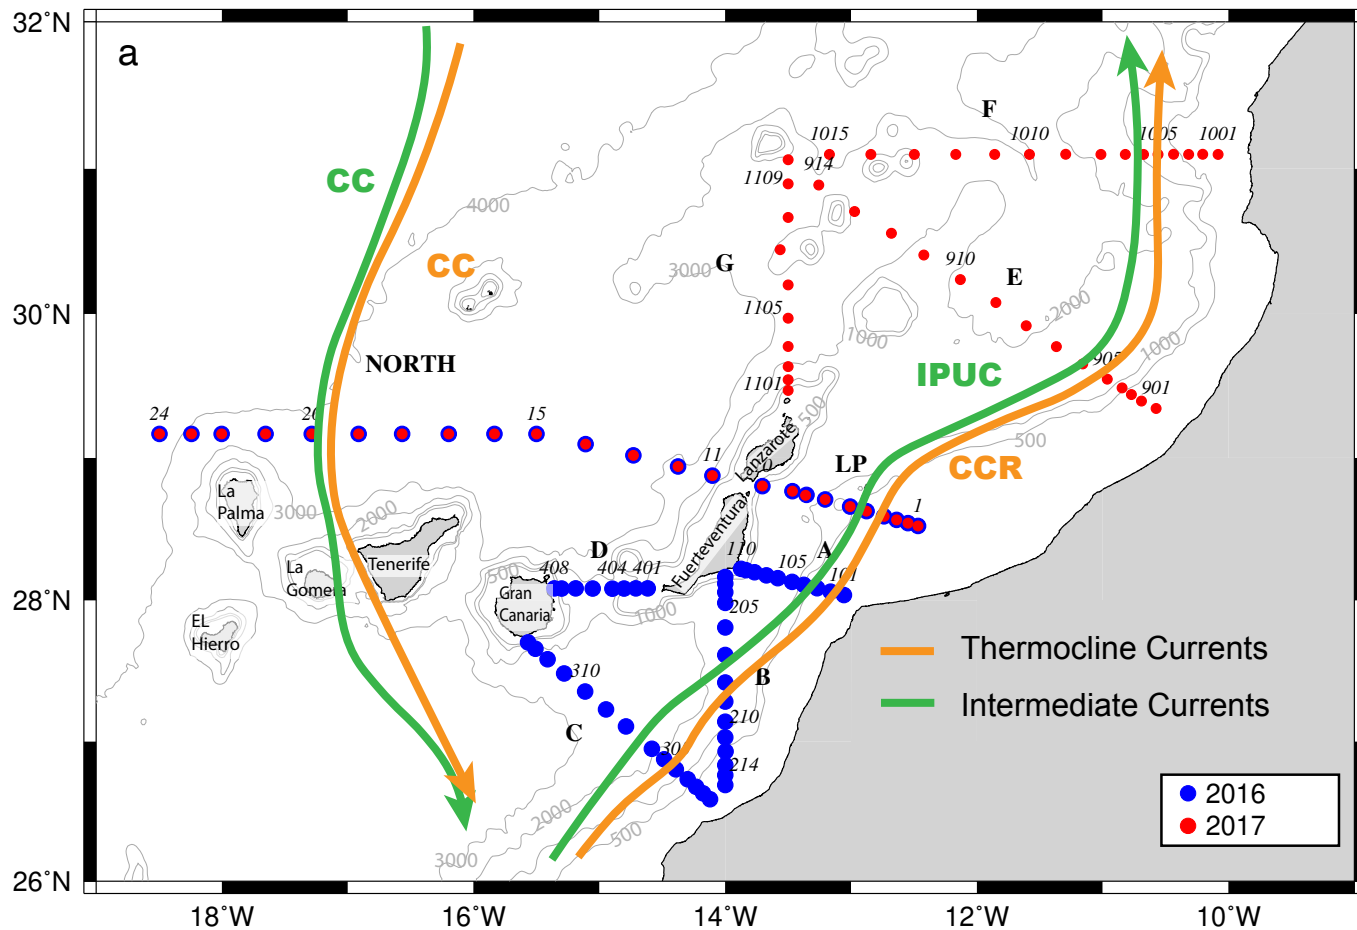 32°N
a
F
1015
1010
1005
1001
914
1109
CC
4000
CC
G
3000
910
E
1105
2000
30°N
1000
1000
NORTH
905
IPUC
1101
901
500
24
20
15
500
Lanzarote
11
LP
CCR
1
La
Palma
3000
2000
Fuerteventura
Tenerife
D
110
A
105
500
408
404
401
101
La
Gomera
Gran
Canaria
28°N
1000
205
EL
Hierro
Thermocline Currents
310
B
Intermediate Currents
210
C
30
214
2000
500
2016
2017
3000
26°N
18°W
16°W
14°W
12°W
10°W